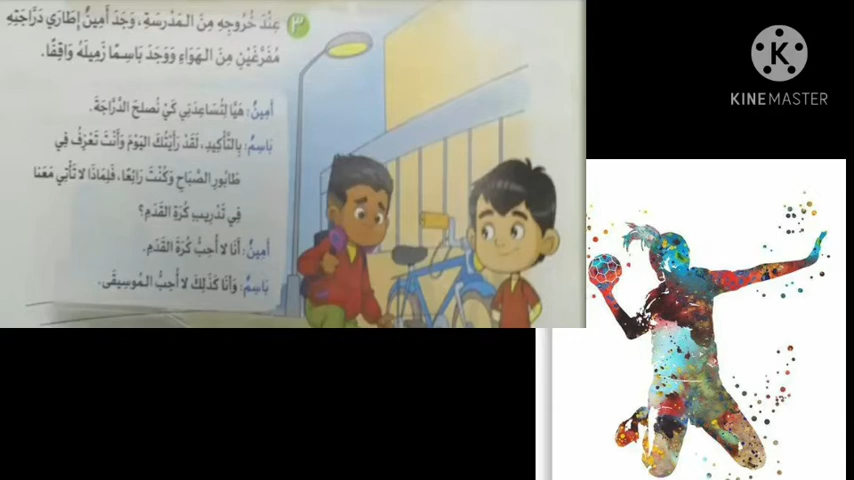 ٣ عِنْدَ خُرُوجِهِ مِنَ الْمَدْرَسَةِ، وَجَدَ أَمِينٌ إِطَارَي دَرَّاجَتِهِ
مُفَرَّغَيْنِ مِنَ الْهَوَاءِ وَوَجَدَ بَاسِمًا زَمِيلَهُ وَاقِفًا.
أَمِينٌ: هَيَّا لِتُسَاعِدَنِي كَيْ نُصْلِحَ الدَّرَّاجَةَ.
بَاسِمٌ: بِالتَّأْكِيدِ، لَقَدْ رَأَيْتُكَ الْيَوْمَ وَأَنْتَ تَعْزِفُ فِي
طَابُورِ الصَّبَاحِ وَكُنْتَ رَائِعًا، فَلِمَاذَا لَا تَأْتِي مَعَنَا
فِي تَدْرِيبِ كُرَةِ الْقَدَمِ؟
أَمِينٌ: أَنَا لَا أُحِبُّ كُرَةَ الْقَدَمِ.
بَاسِمٌ: وَأَنَا كَذَلِكَ لَا أُحِبُّ الْمُوسِيقَى.
K
KINEMASTER